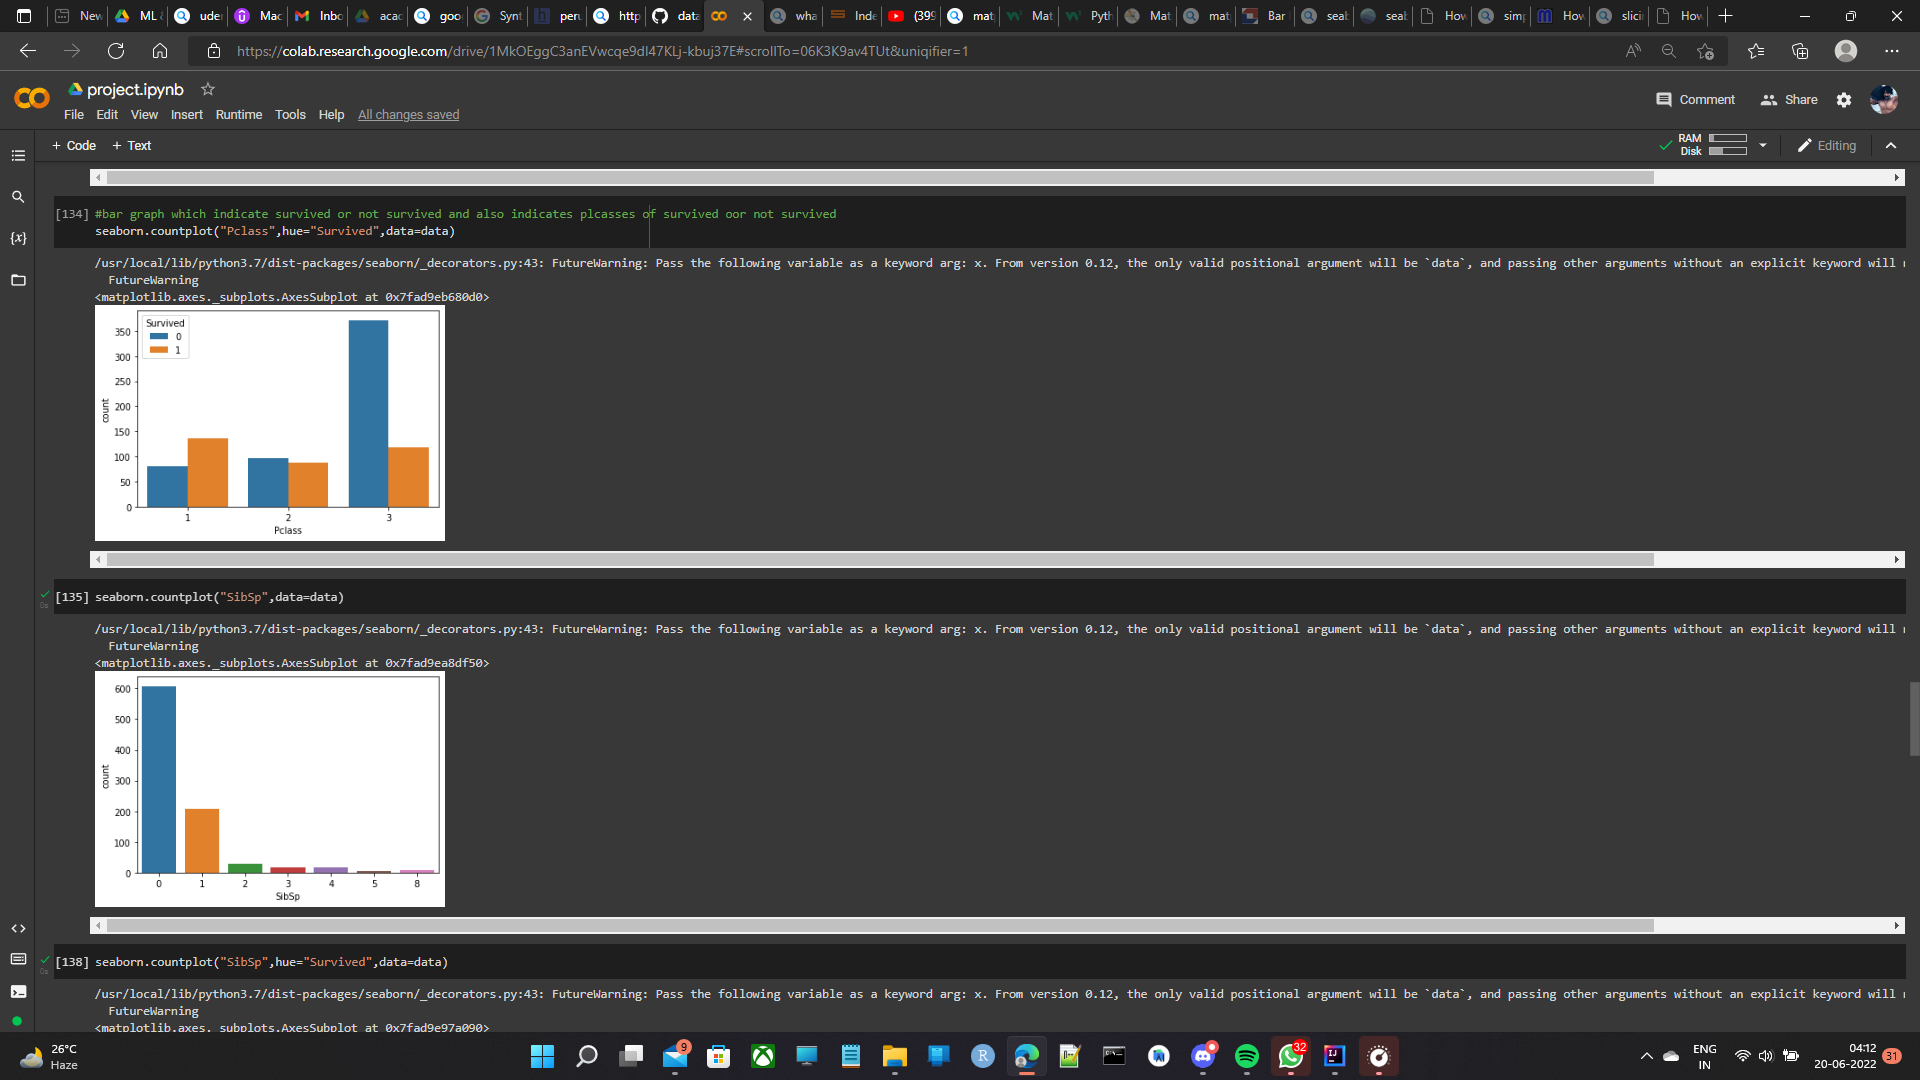 New
ML
uder
Mac
Inbo
acac
goo
Synt
peru
http
data
wha
Inde
(399
mat
Mat
Pyth
Mat
mat
Bar
seab
seab
How
simp
How
slicin
How
https://colab.research.google.com/drive/1MkOEggC3anEVwcqe9dI47KLj-kbuj37E#scrollTo=06K3K9av4TUt&uniqifier=1
project.ipynb
Comment Share
File Edit View Insert Runtime Tools Help All changes saved
+ Code + Text
RAM
Disk
Editing
[134] #bar graph which indicate survived or not survived and also indicates plcasses of survived oor not survived
seaborn.countplot("Pclass",hue="Survived",data=data)
/usr/local/lib/python3.7/dist-packages/seaborn/_decorators.py:43: FutureWarning: Pass the following variable as a keyword arg: x. From version 0.12, the only valid positional argument will be `data`, and passing other arguments without an explicit keyword will
FutureWarning
<matplotlib.axes._subplots.AxesSubplot at 0x7fad9eb680d0>
Survived
0
1
350
300
250
200
150
100
50
0
count
1 2 3
Pclass
[135] seaborn.countplot("SibSp",data=data)
0s
/usr/local/lib/python3.7/dist-packages/seaborn/_decorators.py:43: FutureWarning: Pass the following variable as a keyword arg: x. From version 0.12, the only valid positional argument will be `data`, and passing other arguments without an explicit keyword will
FutureWarning
<matplotlib.axes._subplots.AxesSubplot at 0x7fad9ea8df50>
600
500
400
300
200
100
0
count
0 1 2 3 4 5 8
SibSp
[138] seaborn.countplot("SibSp",hue="Survived",data=data)
0s
/usr/local/lib/python3.7/dist-packages/seaborn/_decorators.py:43: FutureWarning: Pass the following variable as a keyword arg: x. From version 0.12, the only valid positional argument will be `data`, and passing other arguments without an explicit keyword will
FutureWarning
<matplotlib.axes._subplots.AxesSubplot at 0x7fad9e97a090>
26°C
Haze
9
32
ENG
IN
04:12
20-06-2022
31